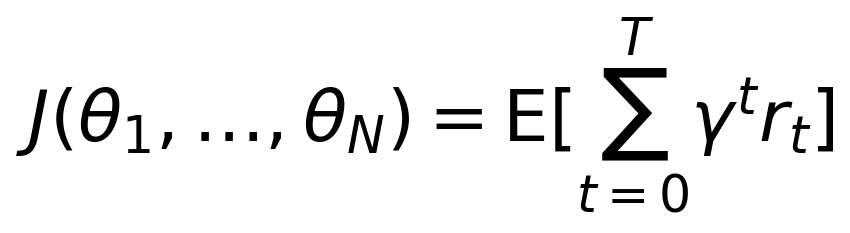 J(θ₁, ..., θ_N) = E[∑_{t=0}^{T} γ^t r_t]